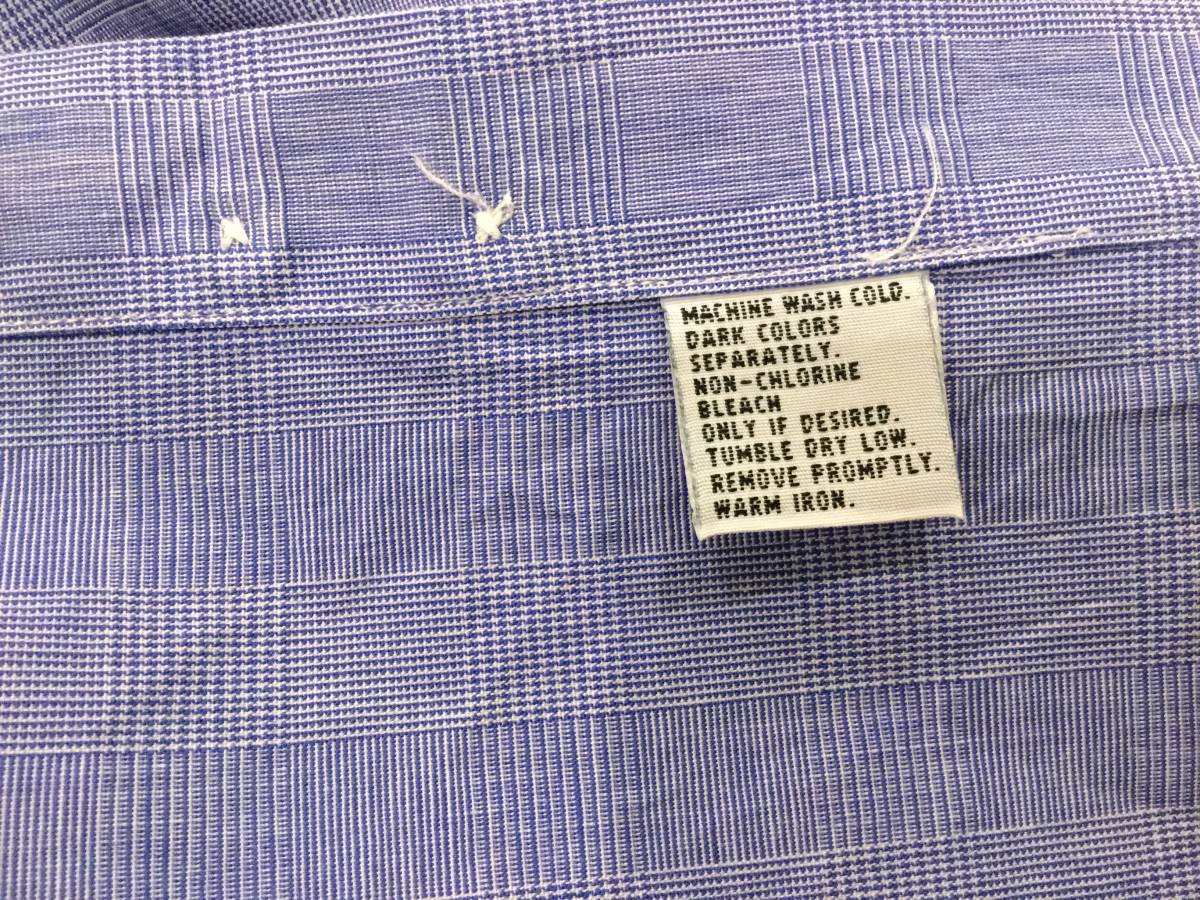 MACHINE WASH COLD.
DARK COLORS
SEPARATELY.
NON-CHLORINE
BLEACH
ONLY IF DESIRED.
TUMBLE DRY LOW.
REMOVE PROMPTLY.
WARM IRON.